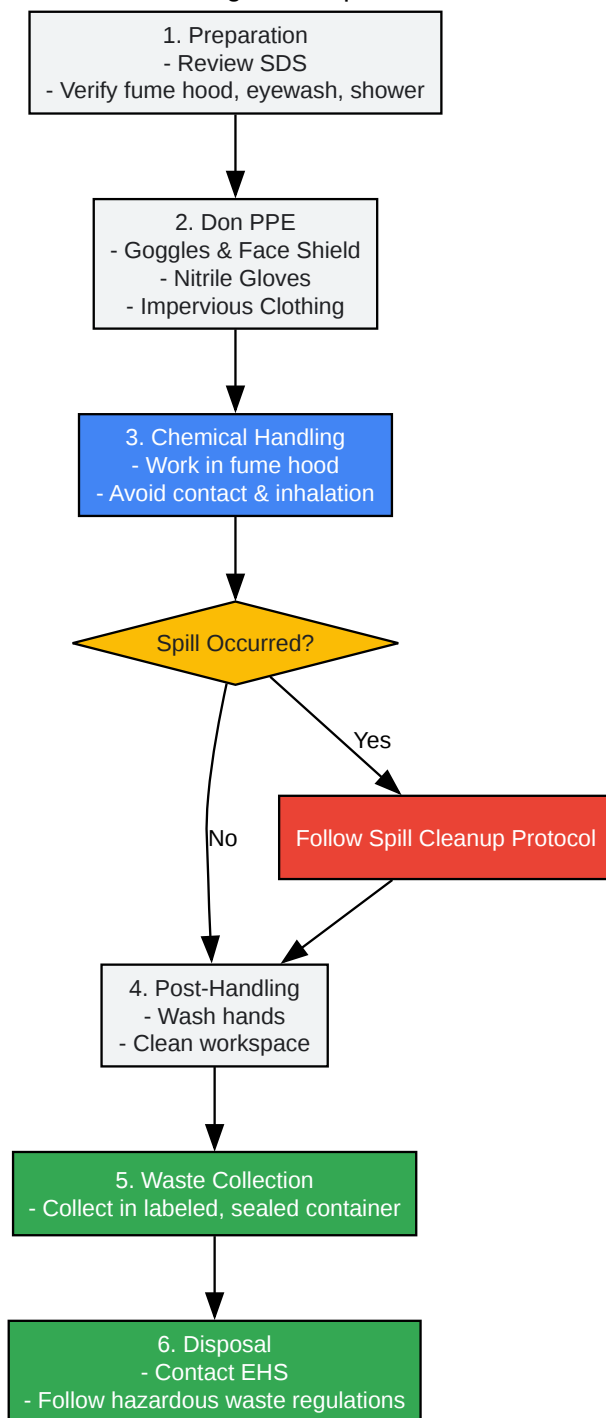 1. Preparation
- Review SDS
- Verify fume hood, eyewash, shower
2. Don PPE
- Goggles & Face Shield
- Nitrile Gloves
- Impervious Clothing
3. Chemical Handling
- Work in fume hood
- Avoid contact & inhalation
Spill Occurred?
Yes
Follow Spill Cleanup Protocol
No
4. Post-Handling
- Wash hands
- Clean workspace
5. Waste Collection
- Collect in labeled, sealed container
6. Disposal
- Contact EHS
- Follow hazardous waste regulations